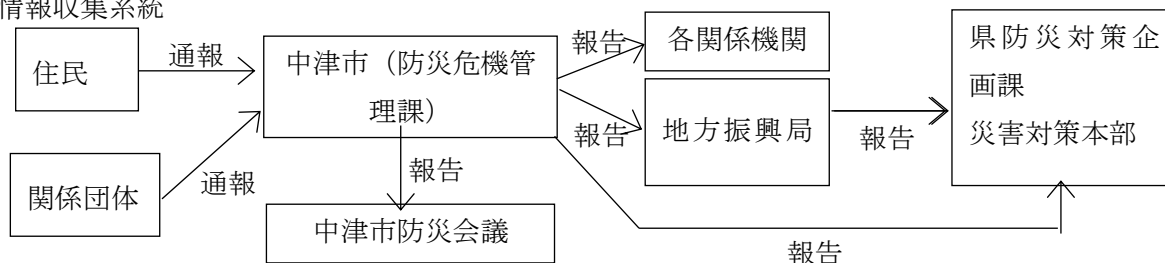 情報収集系統
住民
通報
中津市（防災危機管
理課）
報告
各関係機関
県防災対策企
画課
災害対策本部
報告
地方振興局
報告
関係団体
通報
報告
中津市防災会議
報告